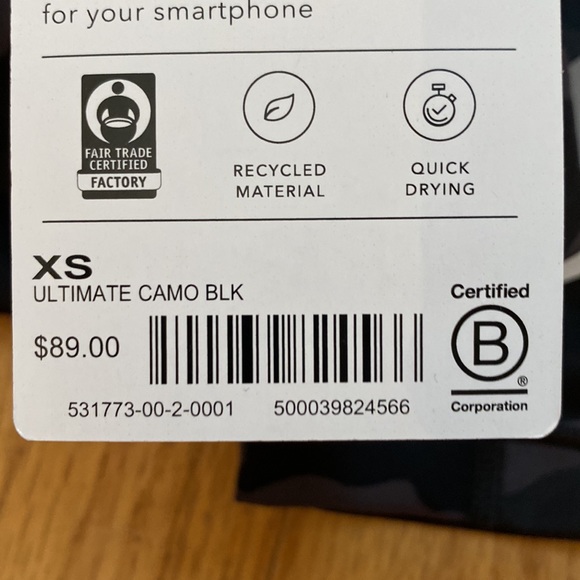 for your smartphone
FAIR TRADE
CERTIFIED
FACTORY
RECYCLED
MATERIAL
QUICK
DRYING
XS
ULTIMATE CAMO BLK
$89.00
531773-00-2-0001 500039824566
Certified
B
®
Corporation